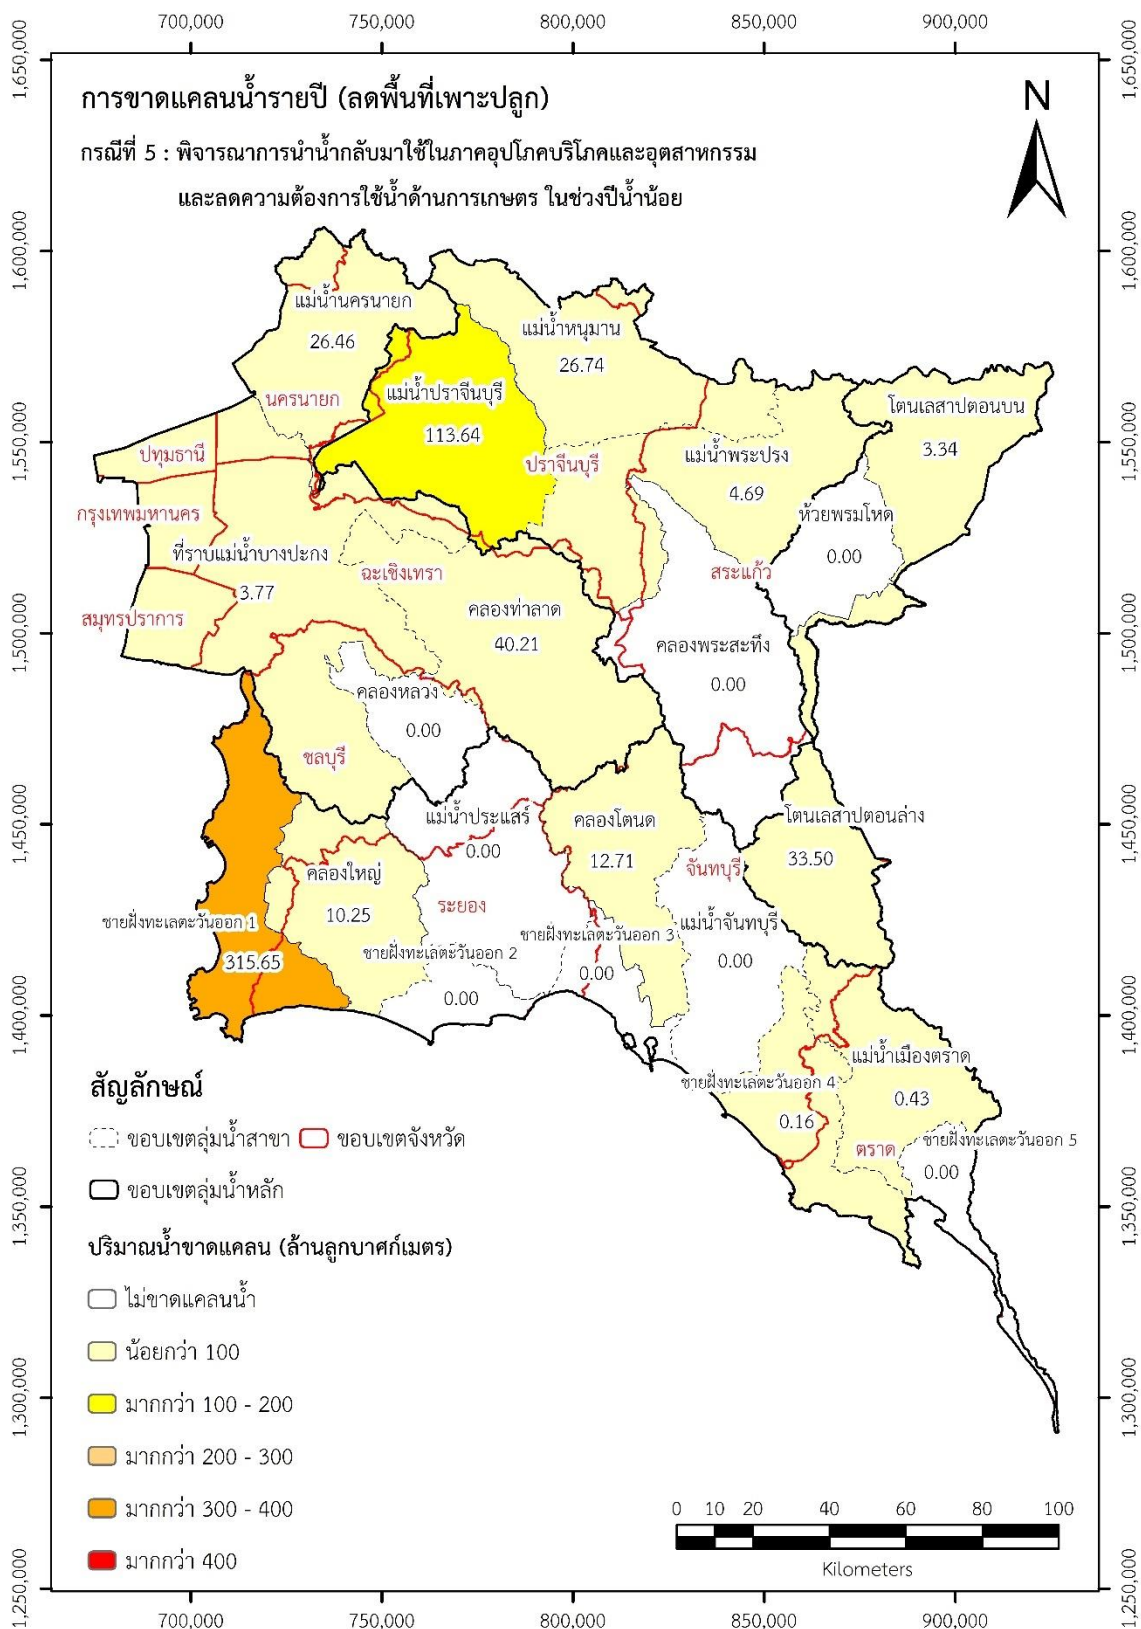 700,000 750,000 800,000 850,000 900,000
1,650,000 1,650,000
การขาดแคลนน้ำรายปี (ลดพื้นที่เพาะปลูก)
N
กรณีที่ 5 : พิจารณาการนำน้ำกลับมาใช้ในภาคอุปโภคบริโภคและอุตสาหกรรม
และลดความต้องการใช้น้ำด้านการเกษตร ในช่วงปีน้ำน้อย
1,600,000 1,600,000
แม่น้ำนครนายก
26.46
แม่น้ำหนุมาน
26.74
แม่น้ำปราจีนบุรี
113.64
นครนายก
โตนเลสาปตอนบน
3.34
1,550,000 1,550,000
ปทุมธานี
ปราจีนบุรี
แม่น้ำพระปรง
4.69
กรุงเทพมหานคร
ห้วยพรมโหด
0.00
ที่ราบแม่น้ำบางปะกง
3.77
ฉะเชิงเทรา
สระแก้ว
สมุทรปราการ
คลองท่าลาด
40.21
1,500,000 1,500,000
คลองพระสะทึง
0.00
คลองหลวง
0.00
ชลบุรี
1,450,000 1,450,000
แม่น้ำประแสร์
0.00
คลองโตนด
12.71
โตนเลสาปตอนล่าง
33.50
คลองใหญ่
10.25
จันทบุรี
ระยอง
ชายฝั่งทะเลตะวันออก 1
315.65
แม่น้ำจันทบุรี
0.00
ชายฝั่งทะเลตะวันออก 3
0.00
ชายฝั่งทะเลตะวันออก 2
0.00
1,400,000 1,400,000
แม่น้ำเมืองตราด
0.43
ชายฝั่งทะเลตะวันออก 4
0.16
ตราด
ชายฝั่งทะเลตะวันออก 5
0.00
1,350,000 1,350,000
สัญลักษณ์
ขอบเขตลุ่มน้ำสาขา ขอบเขตจังหวัด
ขอบเขตลุ่มน้ำหลัก
ปริมาณน้ำขาดแคลน (ล้านลูกบาศก์เมตร)
ไม่ขาดแคลนน้ำ
น้อยกว่า 100
มากกว่า 100 - 200
มากกว่า 200 - 300
มากกว่า 300 - 400
มากกว่า 400
1,300,000 1,300,000
0 10 20 40 60 80 100
Kilometers
1,250,000 1,250,000
700,000 750,000 800,000 850,000 900,000